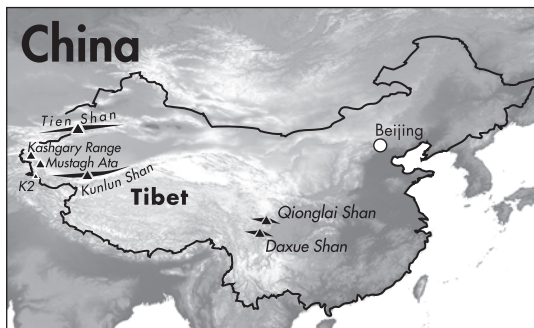 China
Tien Shan
Beijing
Kashgary Range
Mustagh Ata
K2
Kunlun Shan
Tibet
Qionglai Shan
Daxue Shan